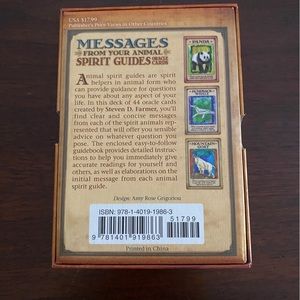 USA $17.99
Publisher's Price Varies in Other Countries
MESSAGES
FROM YOUR ANIMAL
SPIRIT GUIDES ORACLE CARDS
Animal spirit guides are spirit
helpers in animal form who
can provide guidance for questions
you have about any aspect of your
life. In this deck of 44 oracle cards
created by Steven D. Farmer, you'll
find clear and concise messages
from each of the spirit animals repre-
sented that will offer you sensible
advice on whatever question you
pose. The enclosed easy-to-follow
guidebook provides detailed instruc-
tions to help you immediately give
accurate readings for yourself and
others, as well as elaborations on the
initial message from each animal
spirit guide.
PANDA
HUMPBACK WHALE
MOUNTAIN GOAT
ISBN: 978-1-4019-1986-3
51799
9 781401 919863
Design: Amy Rose Grigoriou
Printed in China